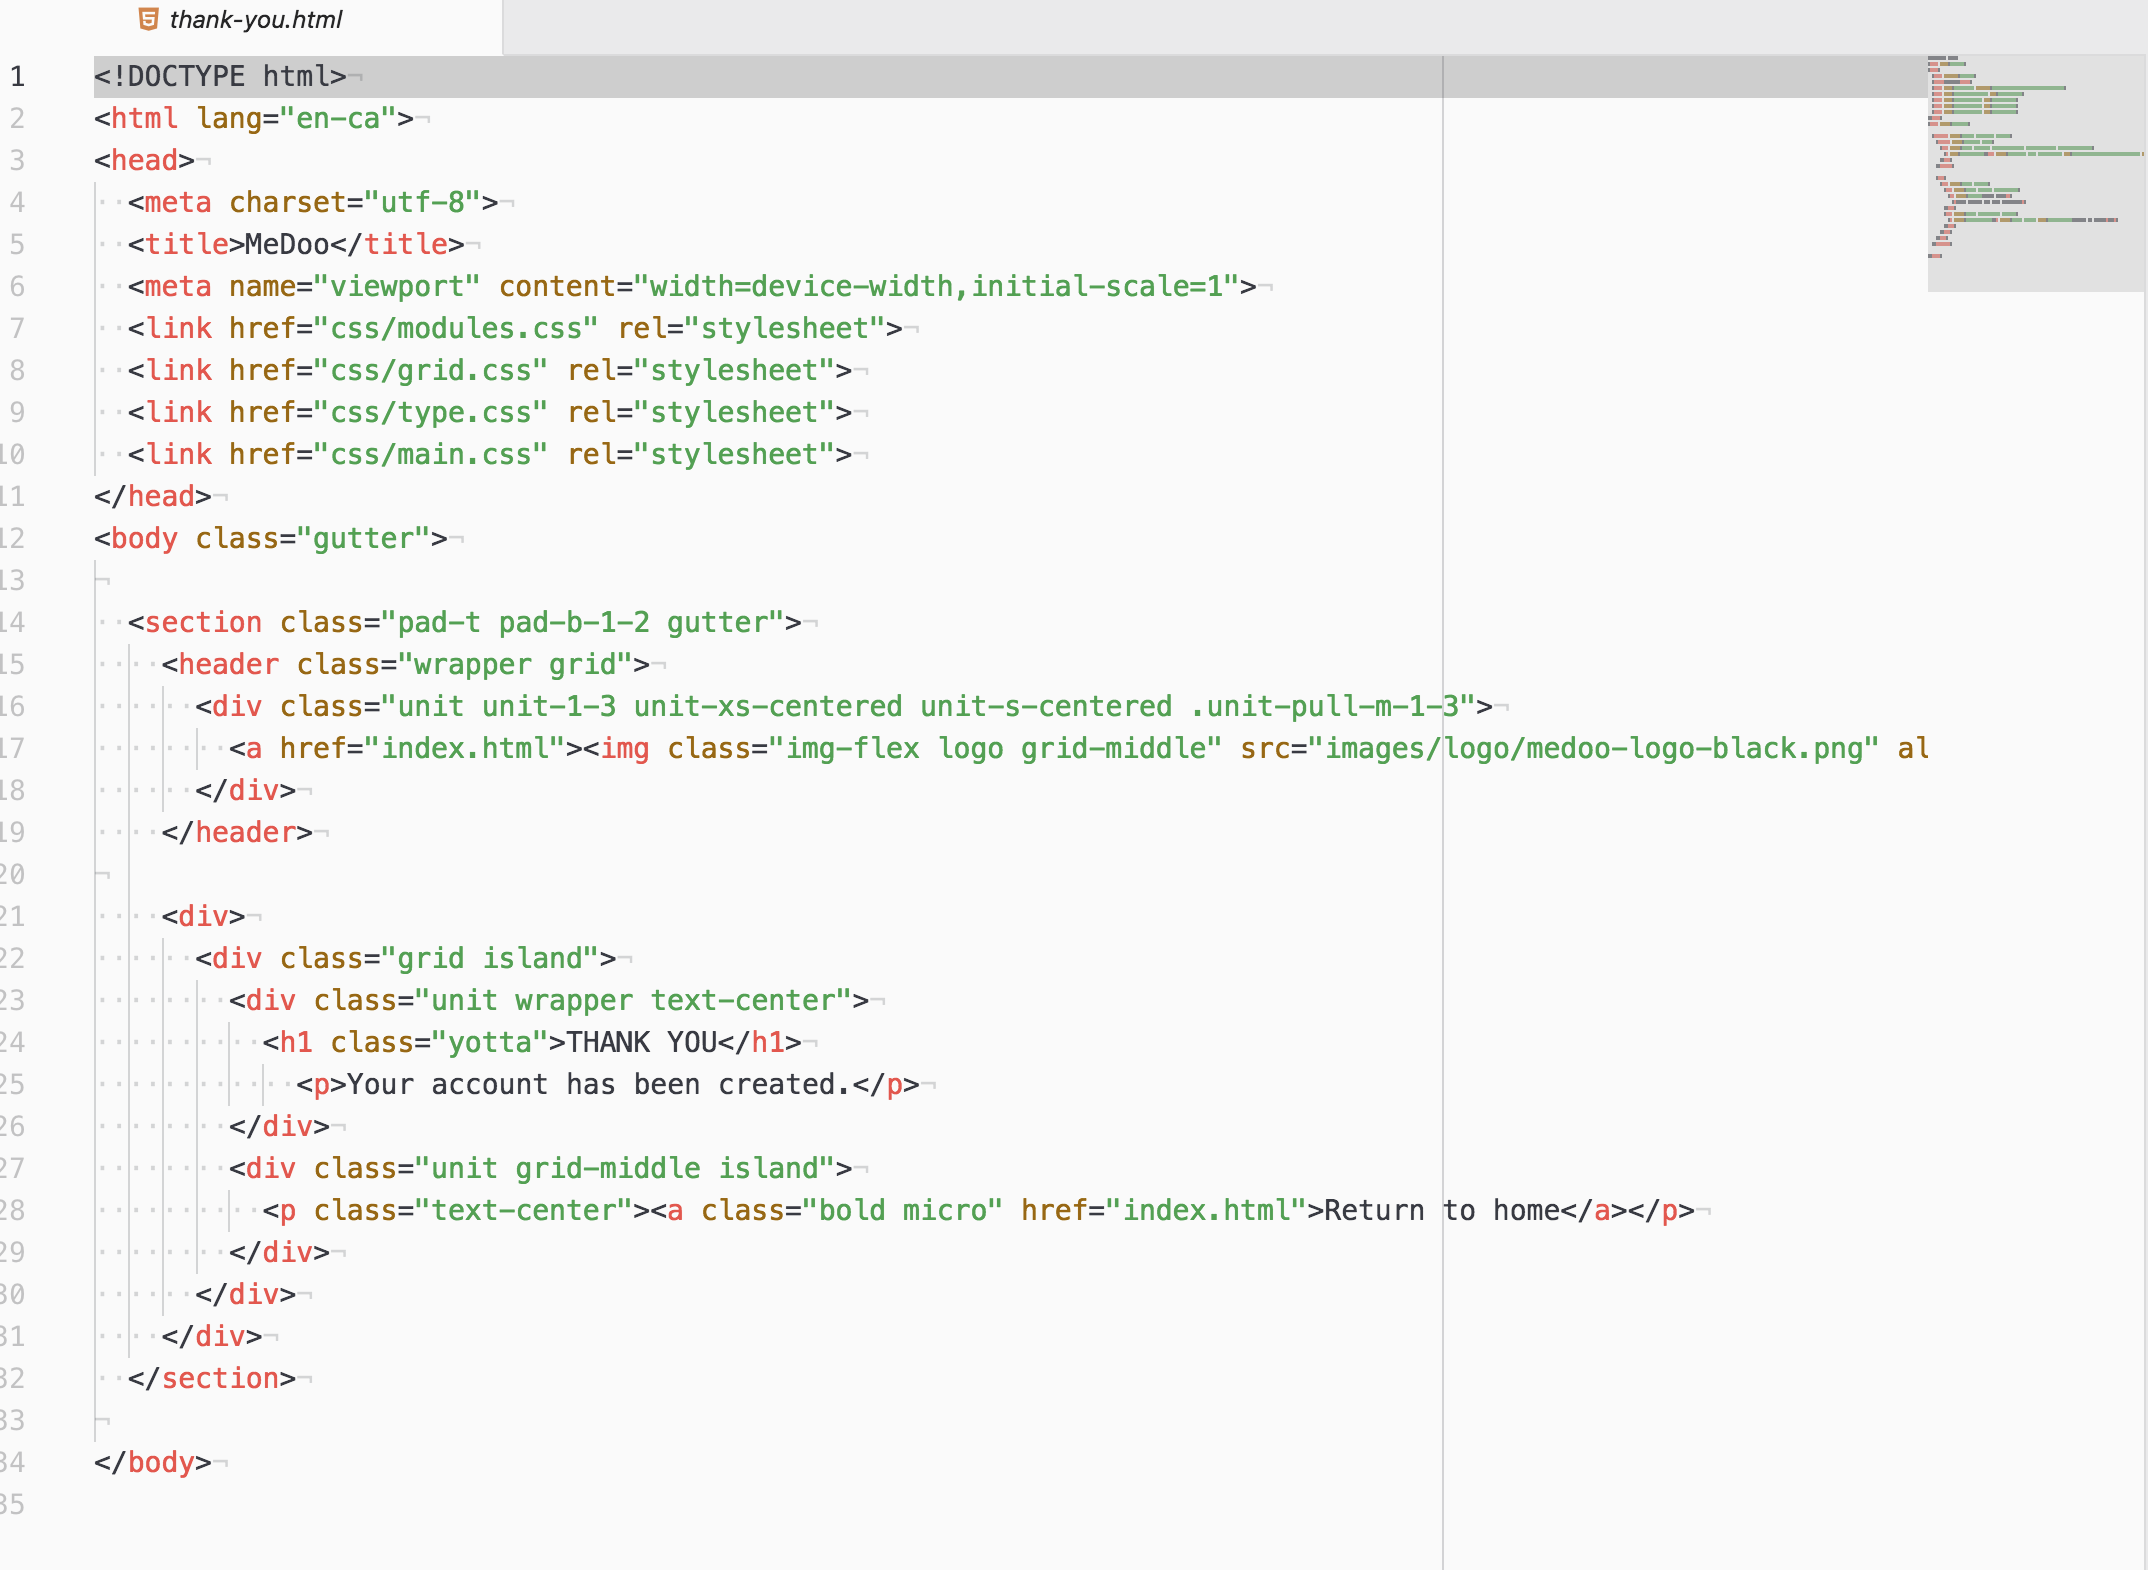 thank-you.html
1 <!DOCTYPE html>
2 <html lang="en-ca">
3 <head>
4 <meta charset="utf-8">
5 <title>MeDoo</title>
6 <meta name="viewport" content="width=device-width,initial-scale=1">
7 <link href="css/modules.css" rel="stylesheet">
8 <link href="css/grid.css" rel="stylesheet">
9 <link href="css/type.css" rel="stylesheet">
10 <link href="css/main.css" rel="stylesheet">
11 </head>
12 <body class="gutter">
13
14 <section class="pad-t pad-b-1-2 gutter">
15 <header class="wrapper grid">
16 <div class="unit unit-1-3 unit-xs-centered unit-s-centered .unit-pull-m-1-3">
17 <a href="index.html"><img class="img-flex logo grid-middle" src="images/logo/medoo-logo-black.png" al
18 </div>
19 </header>
20
21 <div>
22 <div class="grid island">
23 <div class="unit wrapper text-center">
24 <h1 class="yotta">THANK YOU</h1>
25 <p>Your account has been created.</p>
26 </div>
27 <div class="unit grid-middle island">
28 <p class="text-center"><a class="bold micro" href="index.html">Return to home</a></p>
29 </div>
30 </div>
31 </div>
32 </section>
33
34 </body>
35